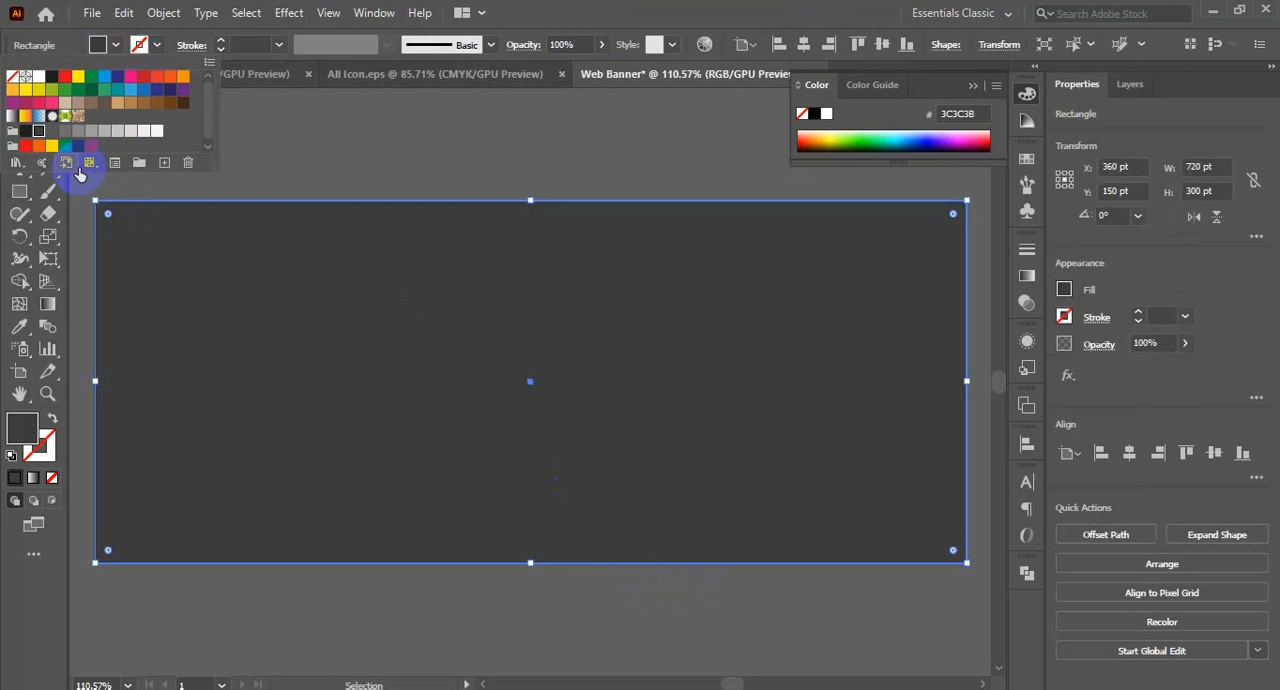 Ai File Edit Object Type Select Effect View Window Help Essentials Classic Search Adobe Stock
Rectangle Stroke: Basic Opacity: 100% Style: Shape: Transform
/GPU Preview) × All Icon.eps @ 85.71% (CMYK/GPU Preview) × Web Banner* @ 110.57% (RGB/GPU Preview
Color Color Guide
# 3C3C3B
Properties Layers
Rectangle
Transform
X: 360 pt W: 720 pt
Y: 150 pt H: 300 pt
0°
Appearance
Fill
Stroke
Opacity 100%
fx.
Align
Quick Actions
Offset Path Expand Shape
Arrange
Align to Pixel Grid
Recolor
Start Global Edit
110.57% 1 Selection